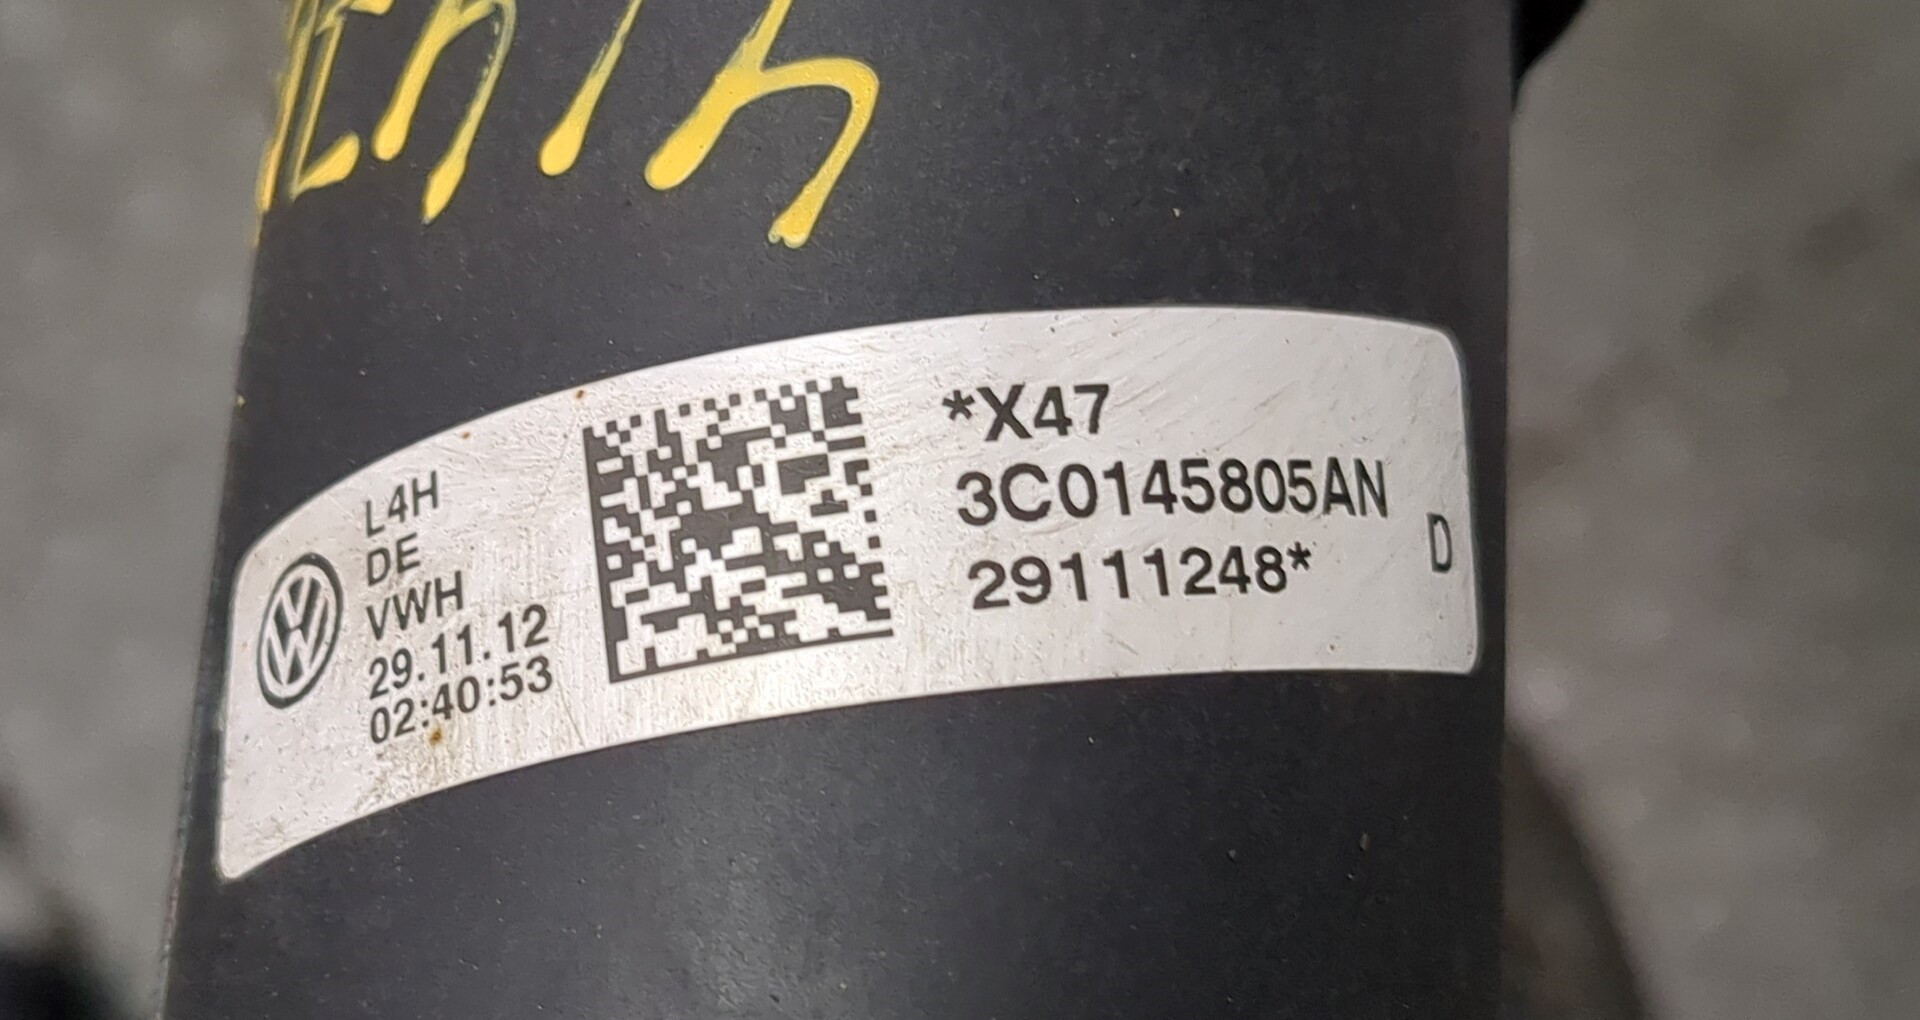 L4H
DE
VWH
29.11.12
02:40:53
*X47
3C0145805AN
29111248*
D